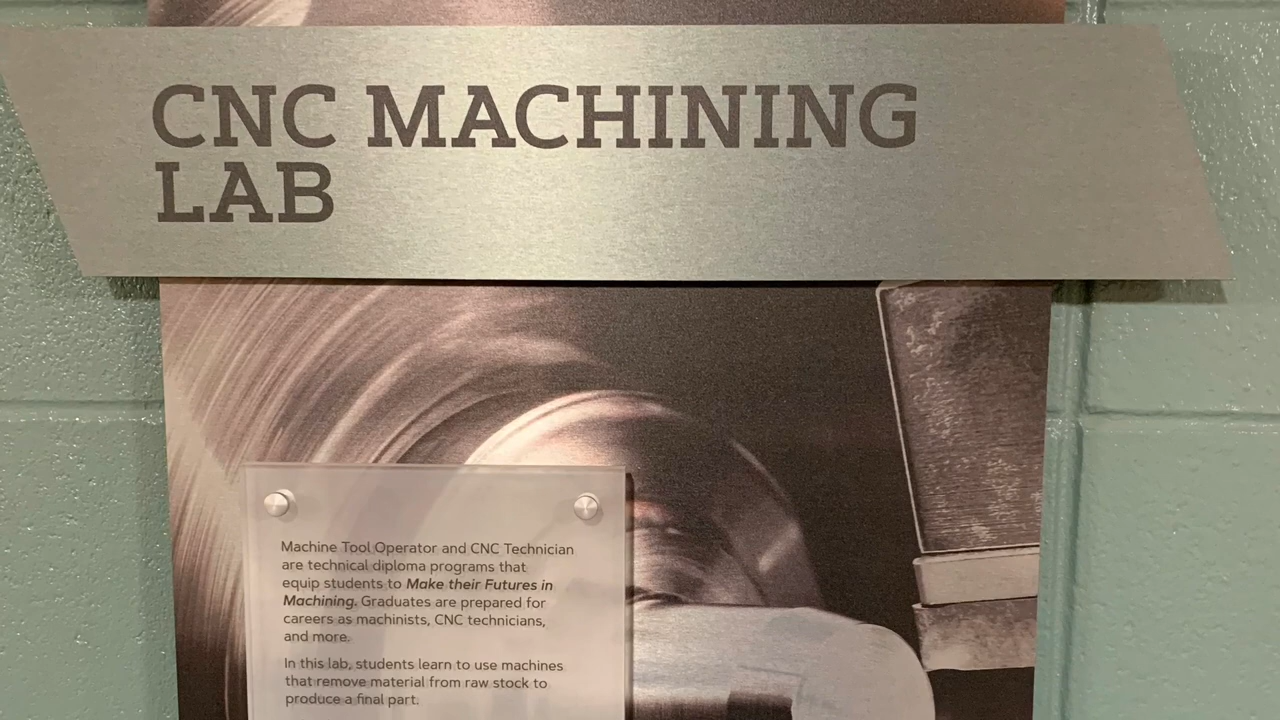 CNC MACHINING
LAB
Machine Tool Operator and CNC Technician
are technical diploma programs that
equip students to Make their Futures in
Machining. Graduates are prepared for
careers as machinists, CNC technicians,
and more.
In this lab, students learn to use machines
that remove material from raw stock to
produce a final part.